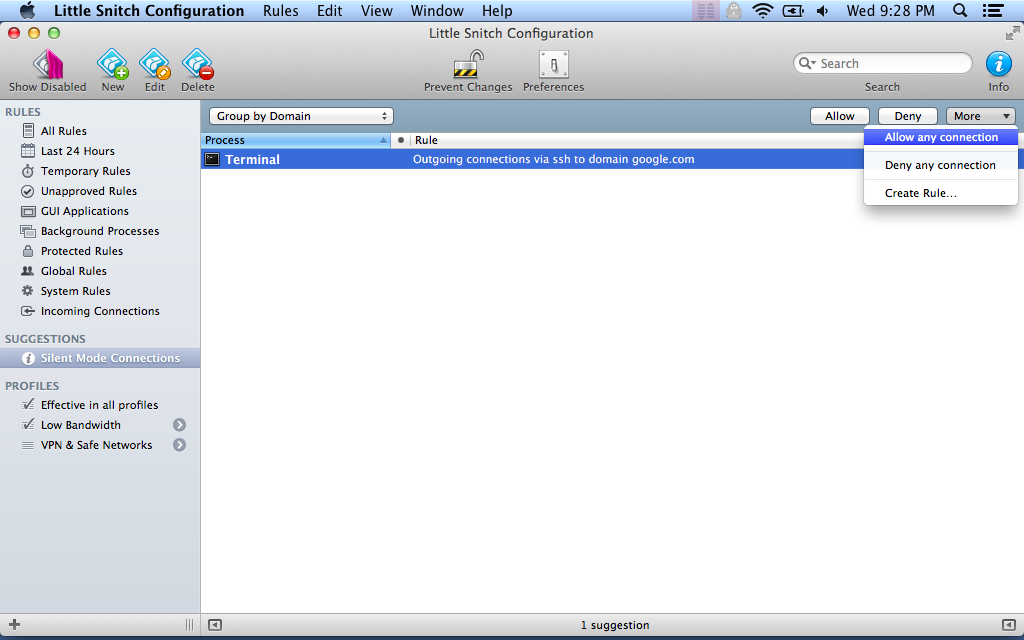 Little Snitch Configuration Rules Edit View Window Help Wed 9:28 PM
Little Snitch Configuration
Show Disabled New Edit Delete Prevent Changes Preferences Search Search Info
RULES
All Rules
Last 24 Hours
Temporary Rules
Unapproved Rules
GUI Applications
Background Processes
Protected Rules
Global Rules
System Rules
Incoming Connections
SUGGESTIONS
Silent Mode Connections
PROFILES
Effective in all profiles
Low Bandwidth
VPN & Safe Networks
Group by Domain Allow Deny More
Process Rule
Terminal Outgoing connections via ssh to domain google.com
Allow any connection
Deny any connection
Create Rule...
1 suggestion